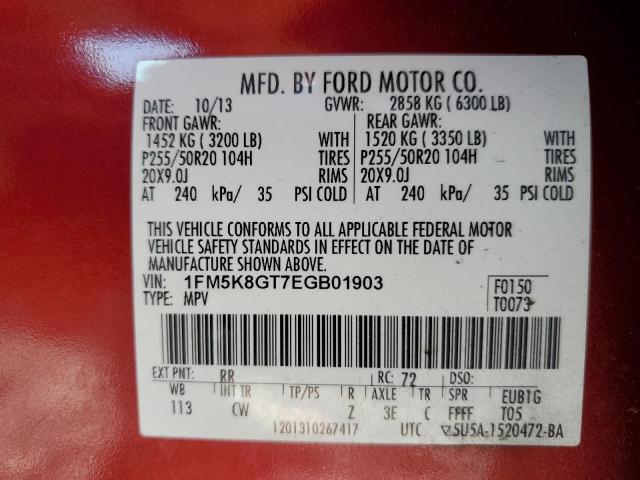 MFD. BY FORD MOTOR CO.
DATE: 10/13 GVWR: 2858 KG ( 6300 LB)
FRONT GAWR: REAR GAWR:
1452 KG ( 3200 LB) WITH 1520 KG ( 3350 LB) WITH
P255/50R20 104H TIRES P255/50R20 104H TIRES
20X9.0J RIMS 20X9.0J RIMS
AT 240 kPa/ 35 PSI COLD AT 240 kPa/ 35 PSI COLD
THIS VEHICLE CONFORMS TO ALL APPLICABLE FEDERAL MOTOR
VEHICLE SAFETY STANDARDS IN EFFECT ON THE DATE OF
MANUFACTURE SHOWN ABOVE.
VIN: 1FM5K8GT7EGB01903 F0150
TYPE: MPV T0073
EXT PNT: RR RC: 72 DSO:
WB INT TR TP/PS R AXLE TR SPR EUB1G
113 CW Z 3E C FFFF T05
1201310267417 UTC 5U5A-1520472-BA